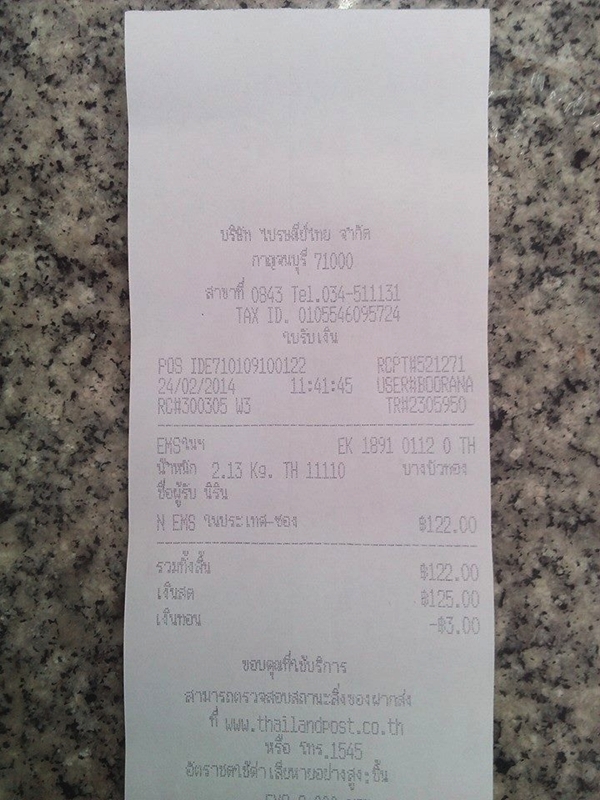 บริษัท ไปรษณีย์ไทย จำกัด
กาญจนบุรี 71000
สาขาที่ 0843 Tel.034-511131
TAX ID. 0105546095724
ใบรับเงิน
POS IDE710109100122 RCPT#521271
24/02/2014 11:41:45 USER#BOORANA
RC#300305 W3 TR#2305950
EMSในฯ EK 1891 0112 0 TH
น้ำหนัก 2.13 Kg. TH 11110 บางบัวทอง
ชื่อผู้รับ นิริน
N EMS ในประเทศ-ซอง ฿122.00
รวมทั้งสิ้น ฿122.00
เงินสด ฿125.00
เงินทอน -฿3.00
ขอบคุณที่ใช้บริการ
สามารถตรวจสอบสถานะสิ่งของฝากส่ง
ที่ www.thailandpost.co.th
หรือ โทร.1545
อัตราชดใช้ค่าเสียหายอย่างสูง:ชิ้น